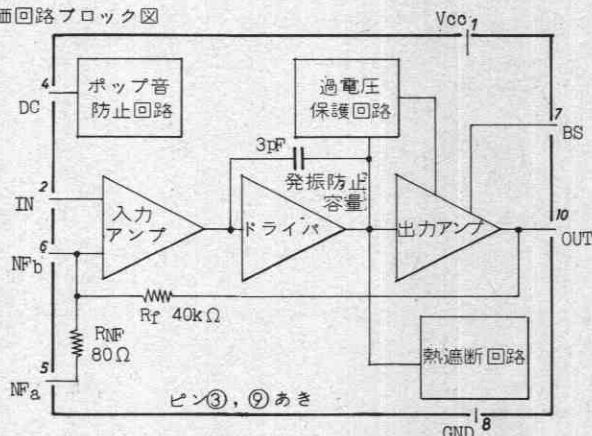 価回路ブロック図
Vcc 1
4
DC
ポップ音
防止回路
過電圧
保護回路
7
BS
3pF
発振防止
容量
2
IN
入力
アンプ
ドライバ
出力アンプ
10
OUT
6
NFb
Rf 40kΩ
RNF
80Ω
5
NFa
熱遮断回路
ピン③,⑨あき
8
GND